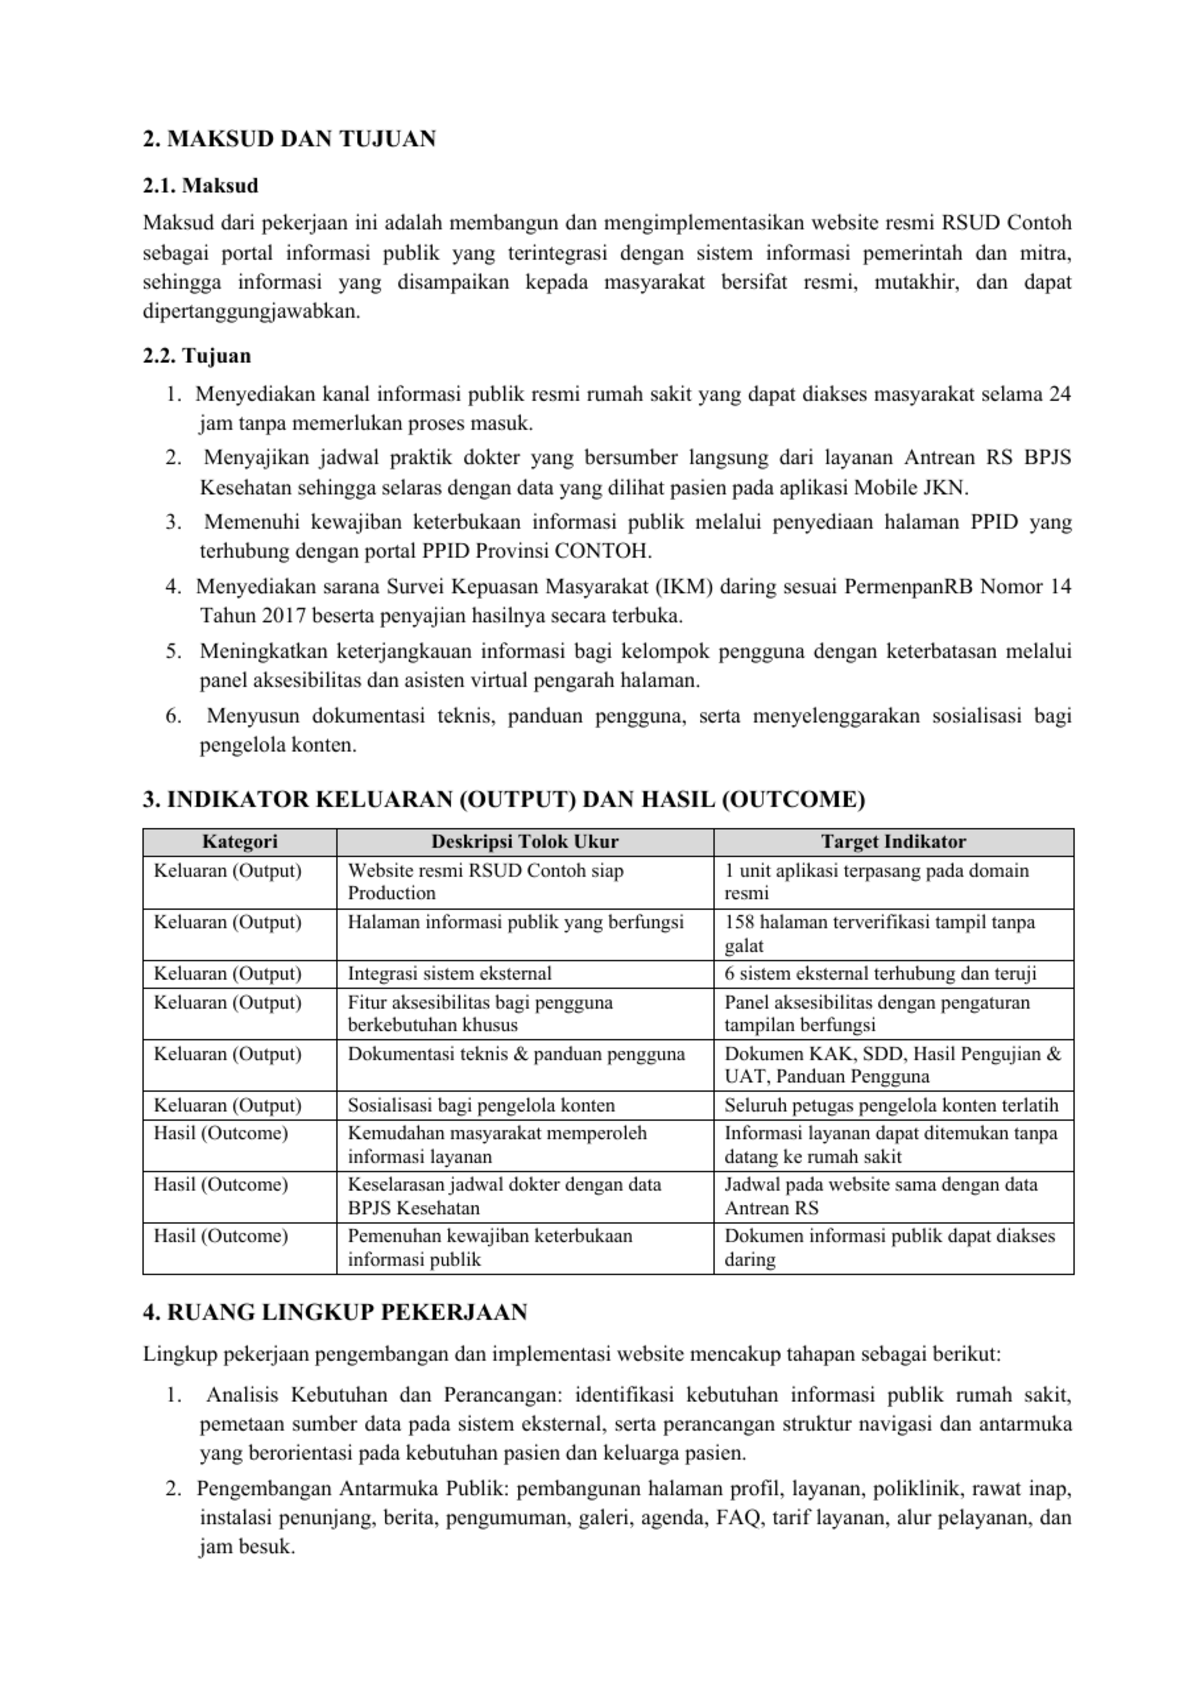 2. MAKSUD DAN TUJUAN
2.1. Maksud
Maksud dari pekerjaan ini adalah membangun dan mengimplementasikan website resmi RSUD Contoh
sebagai portal informasi publik yang terintegrasi dengan sistem informasi pemerintah dan mitra,
sehingga informasi yang disampaikan kepada masyarakat bersifat resmi, mutakhir, dan dapat
dipertanggungjawabkan.
2.2. Tujuan
1. Menyediakan kanal informasi publik resmi rumah sakit yang dapat diakses masyarakat selama 24
jam tanpa memerlukan proses masuk.
2. Menyajikan jadwal praktik dokter yang bersumber langsung dari layanan Antrean RS BPJS
Kesehatan sehingga selaras dengan data yang dilihat pasien pada aplikasi Mobile JKN.
3. Memenuhi kewajiban keterbukaan informasi publik melalui penyediaan halaman PPID yang
terhubung dengan portal PPID Provinsi CONTOH.
4. Menyediakan sarana Survei Kepuasan Masyarakat (IKM) daring sesuai PermenpanRB Nomor 14
Tahun 2017 beserta penyajian hasilnya secara terbuka.
5. Meningkatkan keterjangkauan informasi bagi kelompok pengguna dengan keterbatasan melalui
panel aksesibilitas dan asisten virtual pengarah halaman.
6. Menyusun dokumentasi teknis, panduan pengguna, serta menyelenggarakan sosialisasi bagi
pengelola konten.
3. INDIKATOR KELUARAN (OUTPUT) DAN HASIL (OUTCOME)
Kategori Deskripsi Tolok Ukur Target Indikator
Keluaran (Output) Website resmi RSUD Contoh siap 1 unit aplikasi terpasang pada domain
Production resmi
Keluaran (Output) Halaman informasi publik yang berfungsi 158 halaman terverifikasi tampil tanpa
galat
Keluaran (Output) Integrasi sistem eksternal 6 sistem eksternal terhubung dan teruji
Keluaran (Output) Fitur aksesibilitas bagi pengguna Panel aksesibilitas dengan pengaturan
berkebutuhan khusus tampilan berfungsi
Keluaran (Output) Dokumentasi teknis & panduan pengguna Dokumen KAK, SDD, Hasil Pengujian &
UAT, Panduan Pengguna
Keluaran (Output) Sosialisasi bagi pengelola konten Seluruh petugas pengelola konten terlatih
Hasil (Outcome) Kemudahan masyarakat memperoleh Informasi layanan dapat ditemukan tanpa
informasi layanan datang ke rumah sakit
Hasil (Outcome) Keselarasan jadwal dokter dengan data Jadwal pada website sama dengan data
BPJS Kesehatan Antrean RS
Hasil (Outcome) Pemenuhan kewajiban keterbukaan Dokumen informasi publik dapat diakses
informasi publik daring
4. RUANG LINGKUP PEKERJAAN
Lingkup pekerjaan pengembangan dan implementasi website mencakup tahapan sebagai berikut:
1. Analisis Kebutuhan dan Perancangan: identifikasi kebutuhan informasi publik rumah sakit,
pemetaan sumber data pada sistem eksternal, serta perancangan struktur navigasi dan antarmuka
yang berorientasi pada kebutuhan pasien dan keluarga pasien.
2. Pengembangan Antarmuka Publik: pembangunan halaman profil, layanan, poliklinik, rawat inap,
instalasi penunjang, berita, pengumuman, galeri, agenda, FAQ, tarif layanan, alur pelayanan, dan
jam besuk.